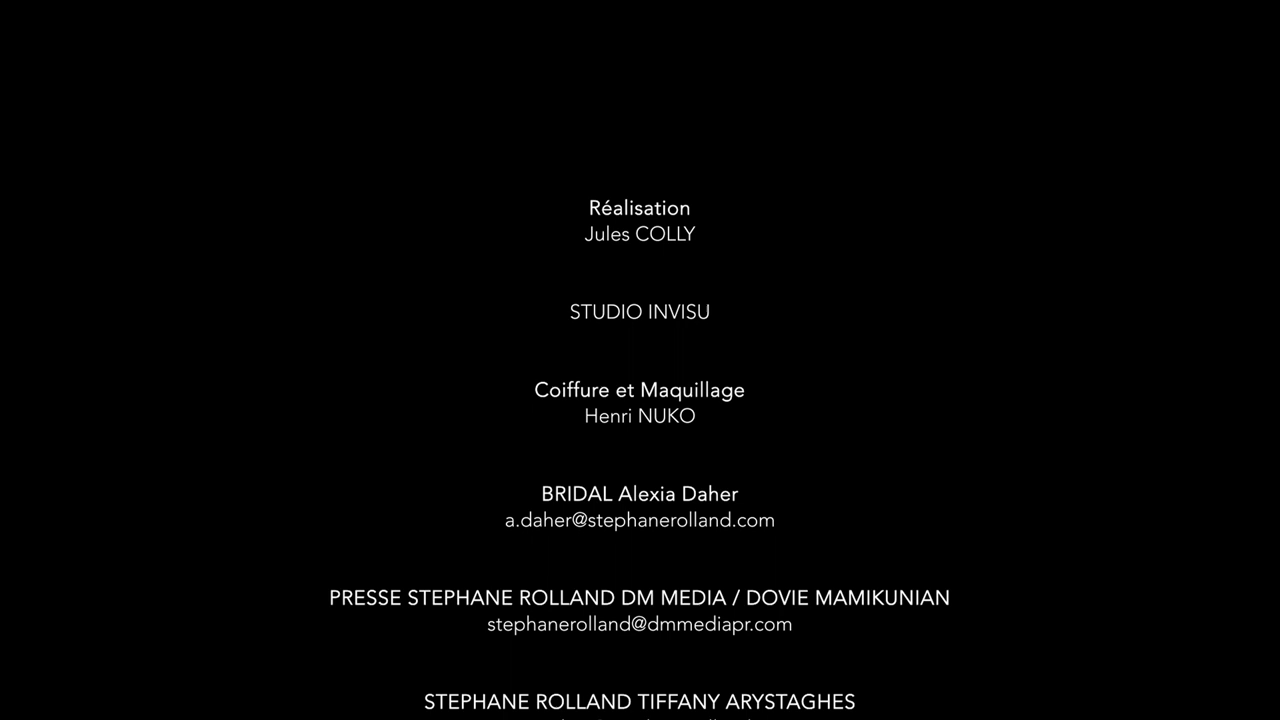 Réalisation
Jules COLLY
STUDIO INVISU
Coiffure et Maquillage
Henri NUKO
BRIDAL Alexia Daher
a.daher@stephanerolland.com
PRESSE STEPHANE ROLLAND DM MEDIA / DOVIE MAMIKUNIAN
stephanerolland@dmmediapr.com
STEPHANE ROLLAND TIFFANY ARYSTAGHES